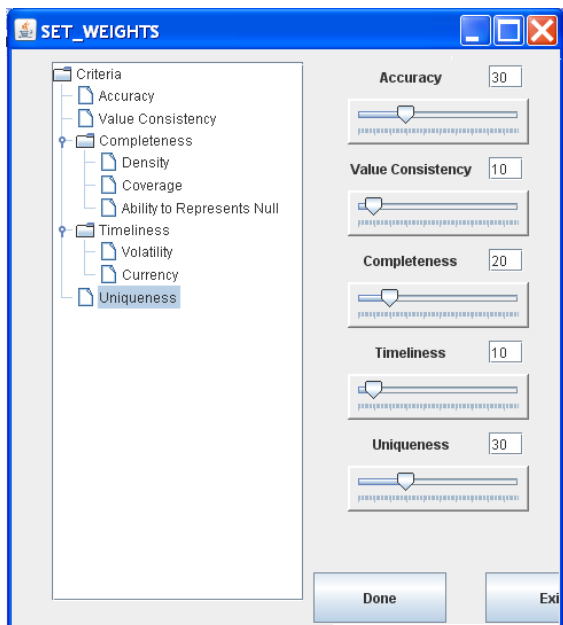 SET_WEIGHTS
Criteria
Accuracy
Value Consistency
Completeness
Density
Coverage
Ability to Represents Null
Timeliness
Volatility
Currency
Uniqueness
Accuracy 30
Value Consistency 10
Completeness 20
Timeliness 10
Uniqueness 30
Done
Exi